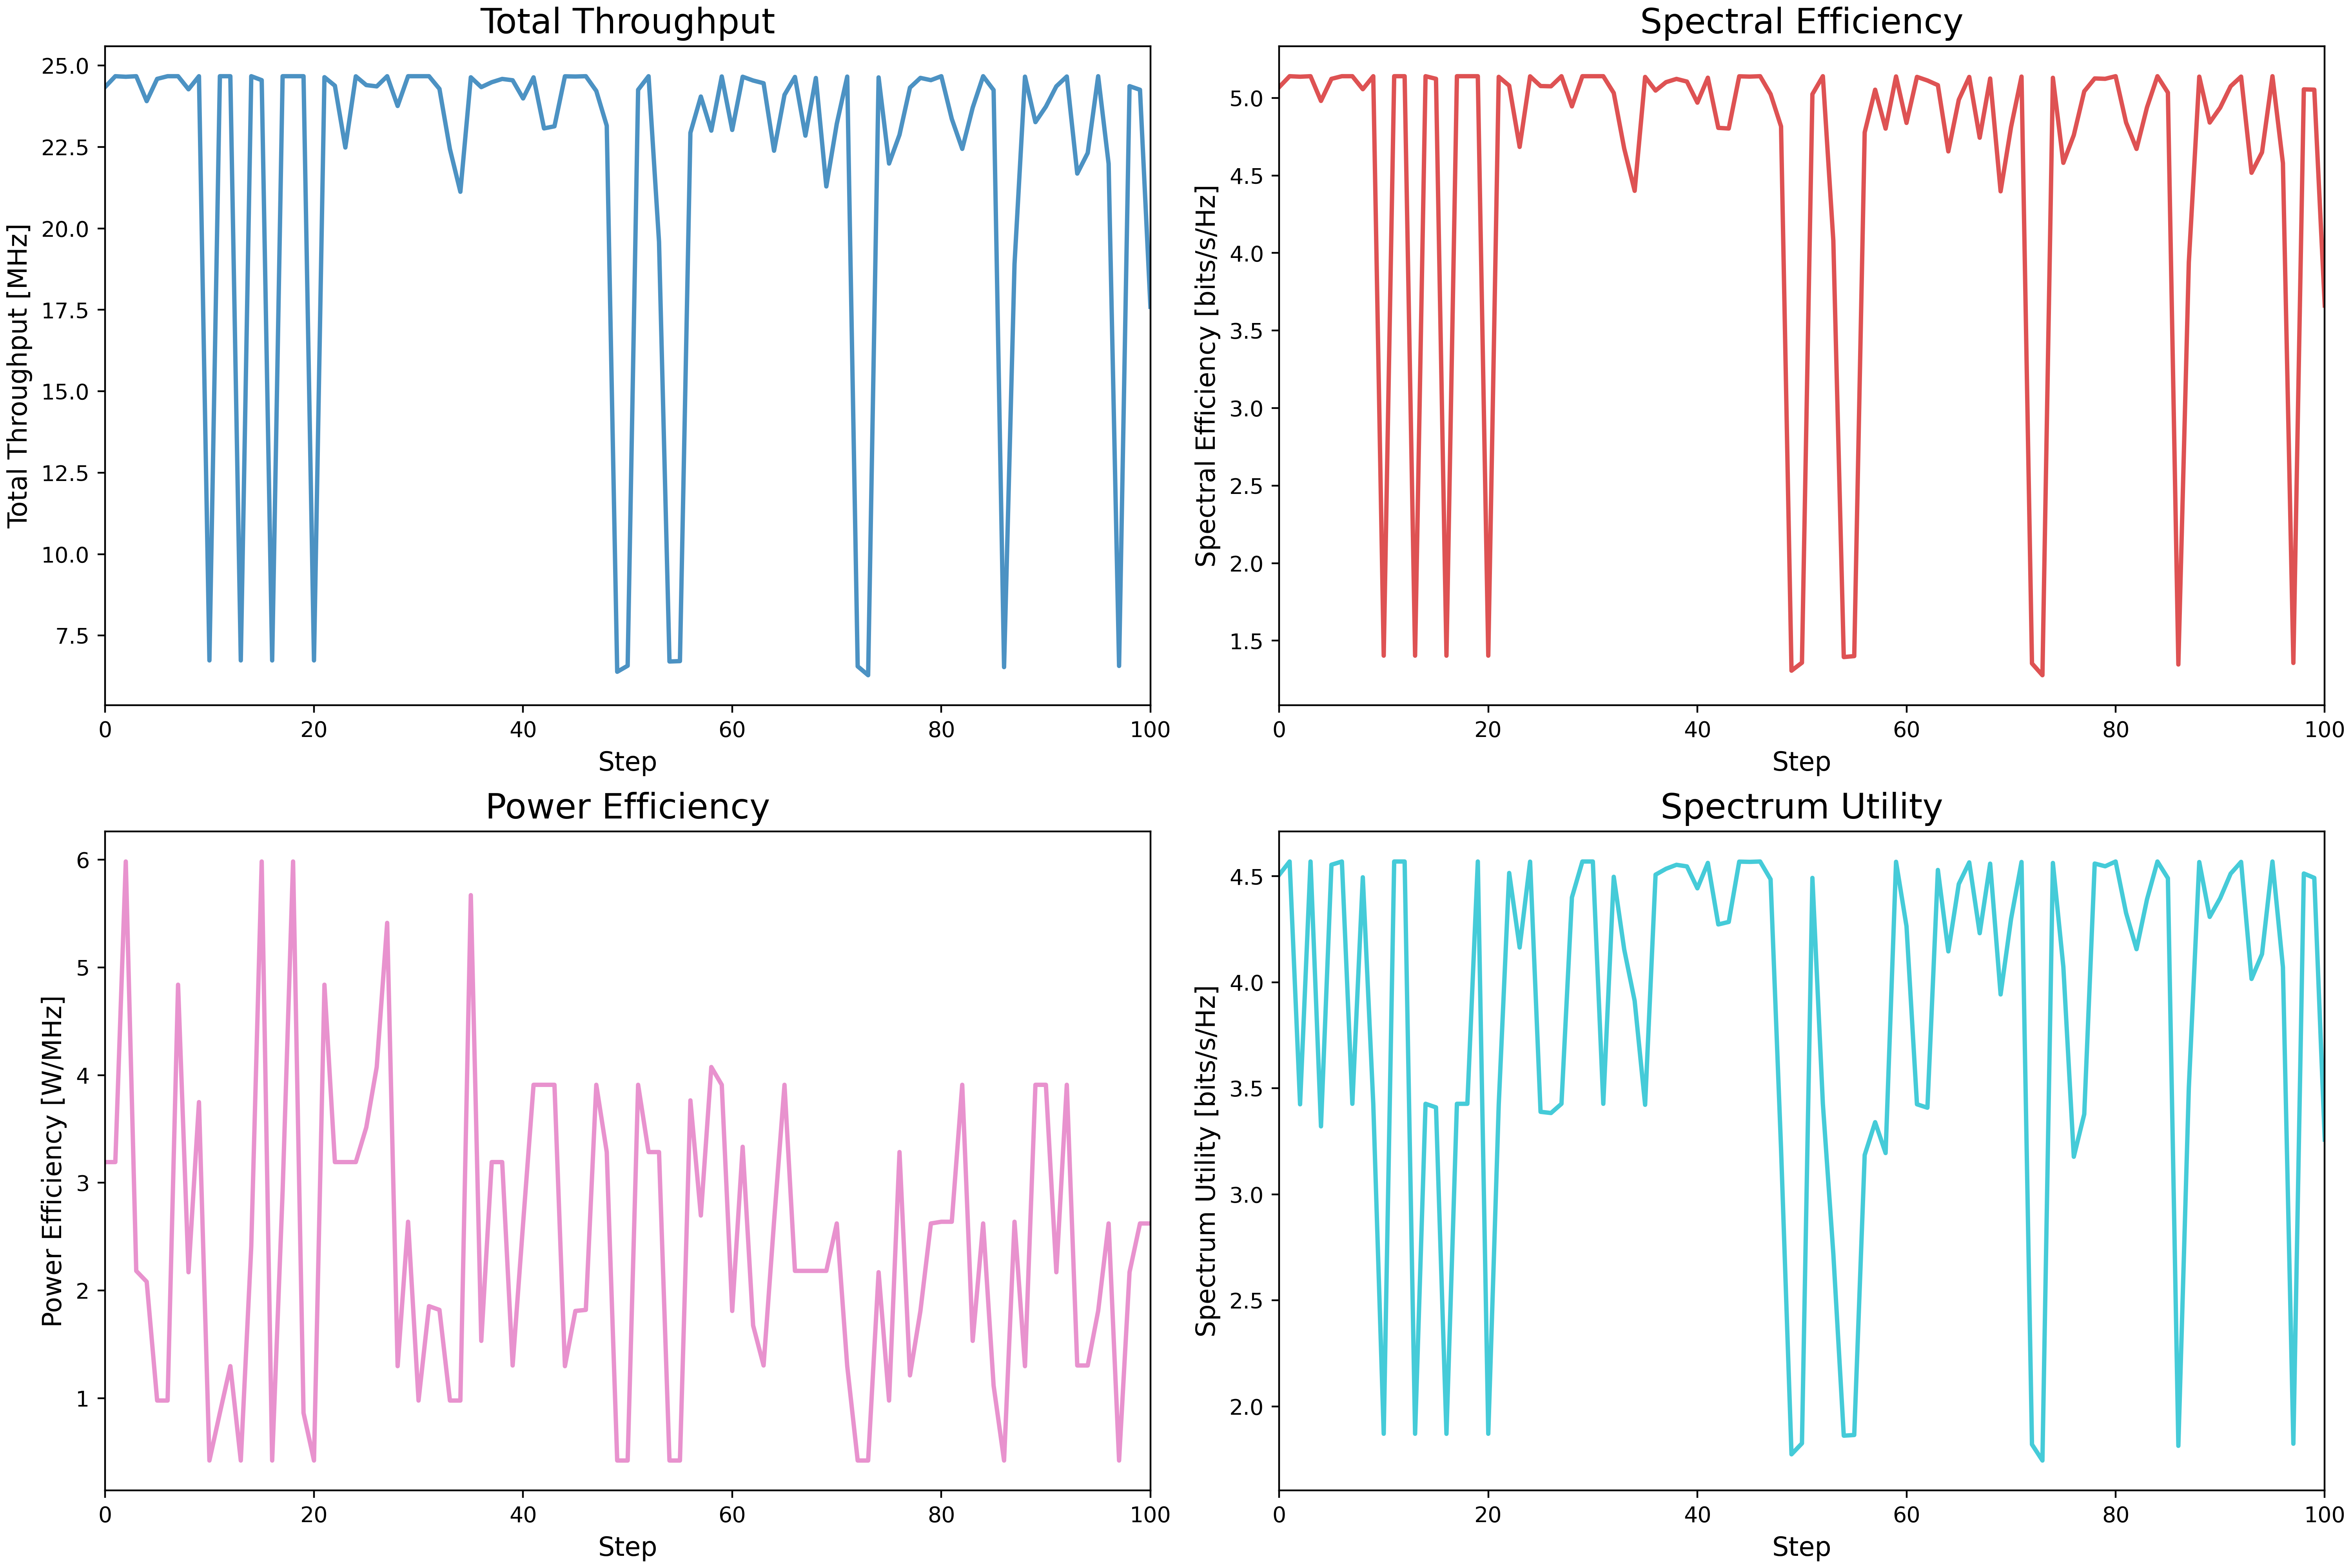 Total Throughput
Total Throughput [MHz]
25.0
22.5
20.0
17.5
15.0
12.5
10.0
7.5
0 20 40 60 80 100
Step
Spectral Efficiency
Spectral Efficiency [bits/s/Hz]
5.0
4.5
4.0
3.5
3.0
2.5
2.0
1.5
0 20 40 60 80 100
Step
Power Efficiency
Power Efficiency [W/MHz]
6
5
4
3
2
1
0 20 40 60 80 100
Step
Spectrum Utility
Spectrum Utility [bits/s/Hz]
4.5
4.0
3.5
3.0
2.5
2.0
0 20 40 60 80 100
Step